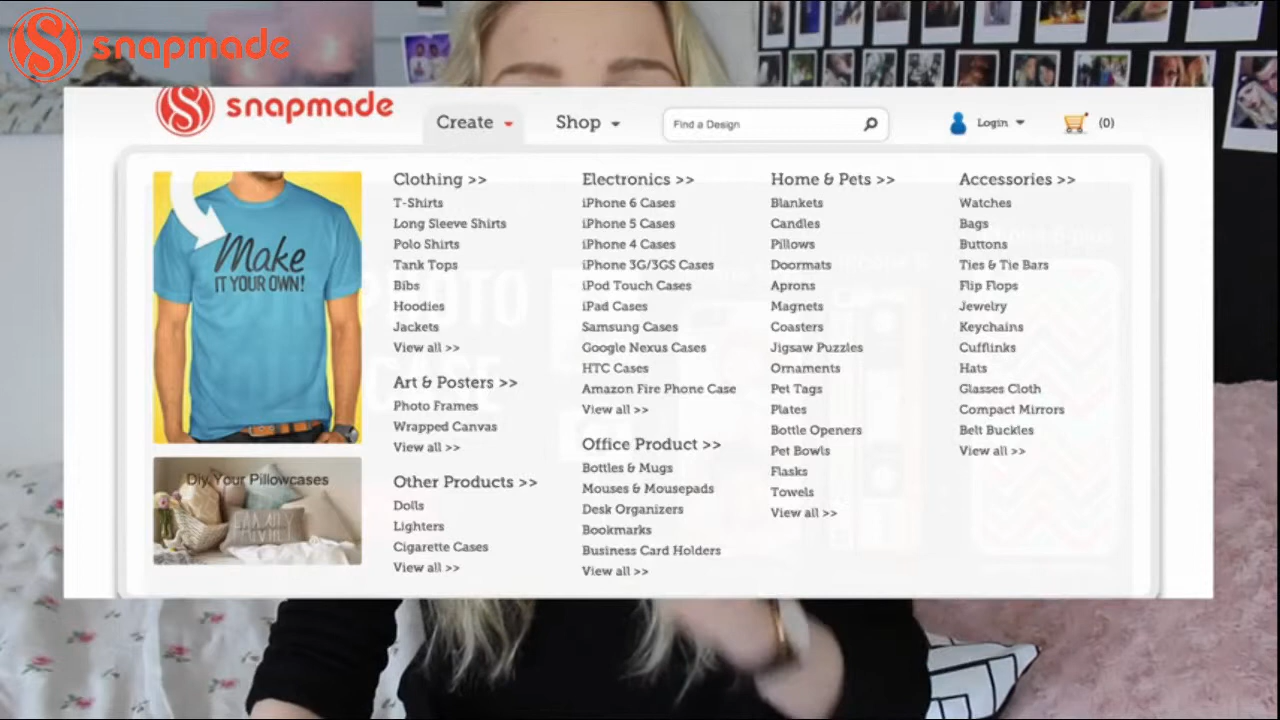 snapmade
snapmade
Create
Shop
Find a Design
Login
(0)
Make
IT YOUR OWN!
Diy Your Pillowcases
FAMILY
Clothing >>
T-Shirts
Long Sleeve Shirts
Polo Shirts
Tank Tops
Bibs
Hoodies
Jackets
View all >>
Art & Posters >>
Photo Frames
Wrapped Canvas
View all >>
Other Products >>
Dolls
Lighters
Cigarette Cases
View all >>
Electronics >>
iPhone 6 Cases
iPhone 5 Cases
iPhone 4 Cases
iPhone 3G/3GS Cases
iPod Touch Cases
iPad Cases
Samsung Cases
Google Nexus Cases
HTC Cases
Amazon Fire Phone Case
View all >>
Office Product >>
Bottles & Mugs
Mouses & Mousepads
Desk Organizers
Bookmarks
Business Card Holders
View all >>
Home & Pets >>
Blankets
Candles
Pillows
Doormats
Aprons
Magnets
Coasters
Jigsaw Puzzles
Ornaments
Pet Tags
Plates
Bottle Openers
Pet Bowls
Flasks
Towels
View all >>
Accessories >>
Watches
Bags
Buttons
Ties & Tie Bars
Flip Flops
Jewelry
Keychains
Cufflinks
Hats
Glasses Cloth
Compact Mirrors
Belt Buckles
View all >>
PHOTO
CASE